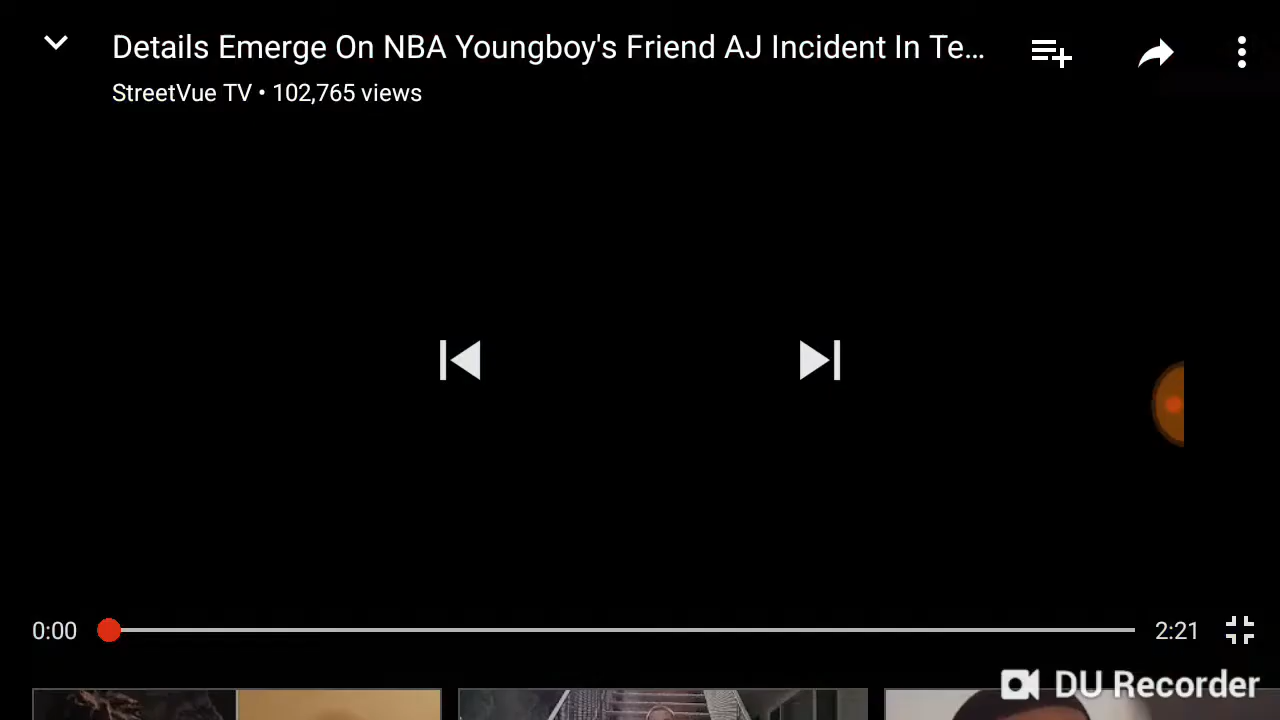 Details Emerge On NBA Youngboy's Friend AJ Incident In Te...
StreetVue TV • 102,765 views
0:00
2:21
DU Recorder